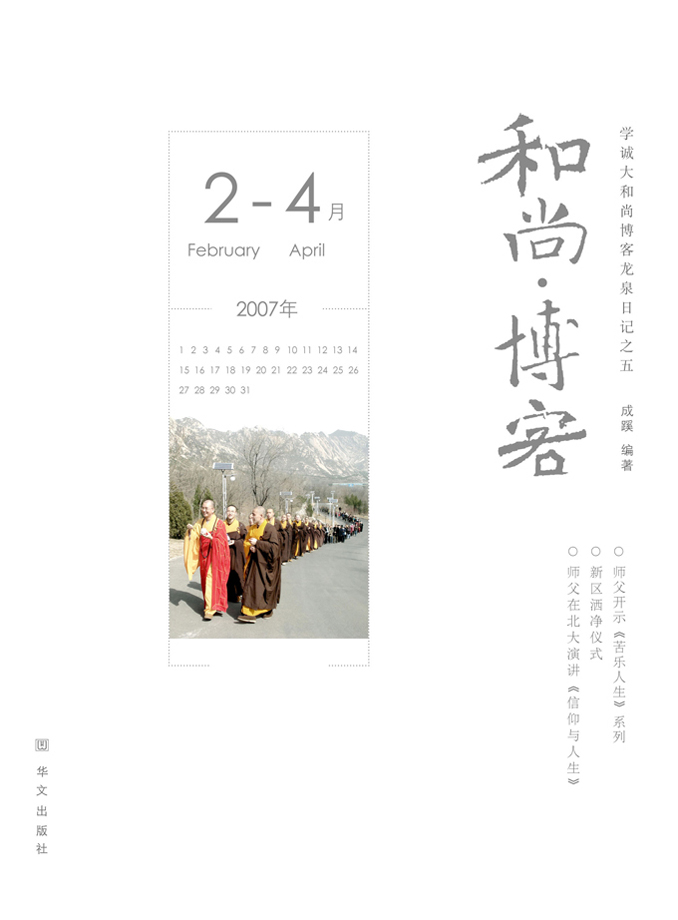 和尚·博客
学诚大和尚博客龙泉日记之五
成蹊 编著
2-4月
February April
2007年
1 2 3 4 5 6 7 8 9 10 11 12 13 14
15 16 17 18 19 20 21 22 23 24 25 26
27 28 29 30 31
○ 师父开示《苦乐人生》系列
○ 新区洒净仪式
○ 师父在北大演讲《信仰与人生》
华文出版社